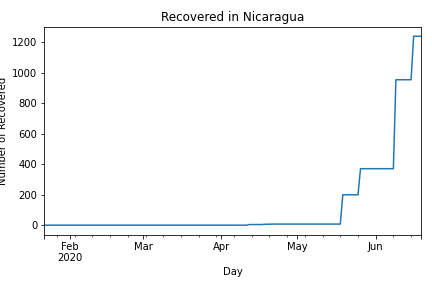 Recovered in Nicaragua
Number of Recovered
1200
1000
800
600
400
200
0
Feb
2020
Mar
Apr
May
Jun
Day